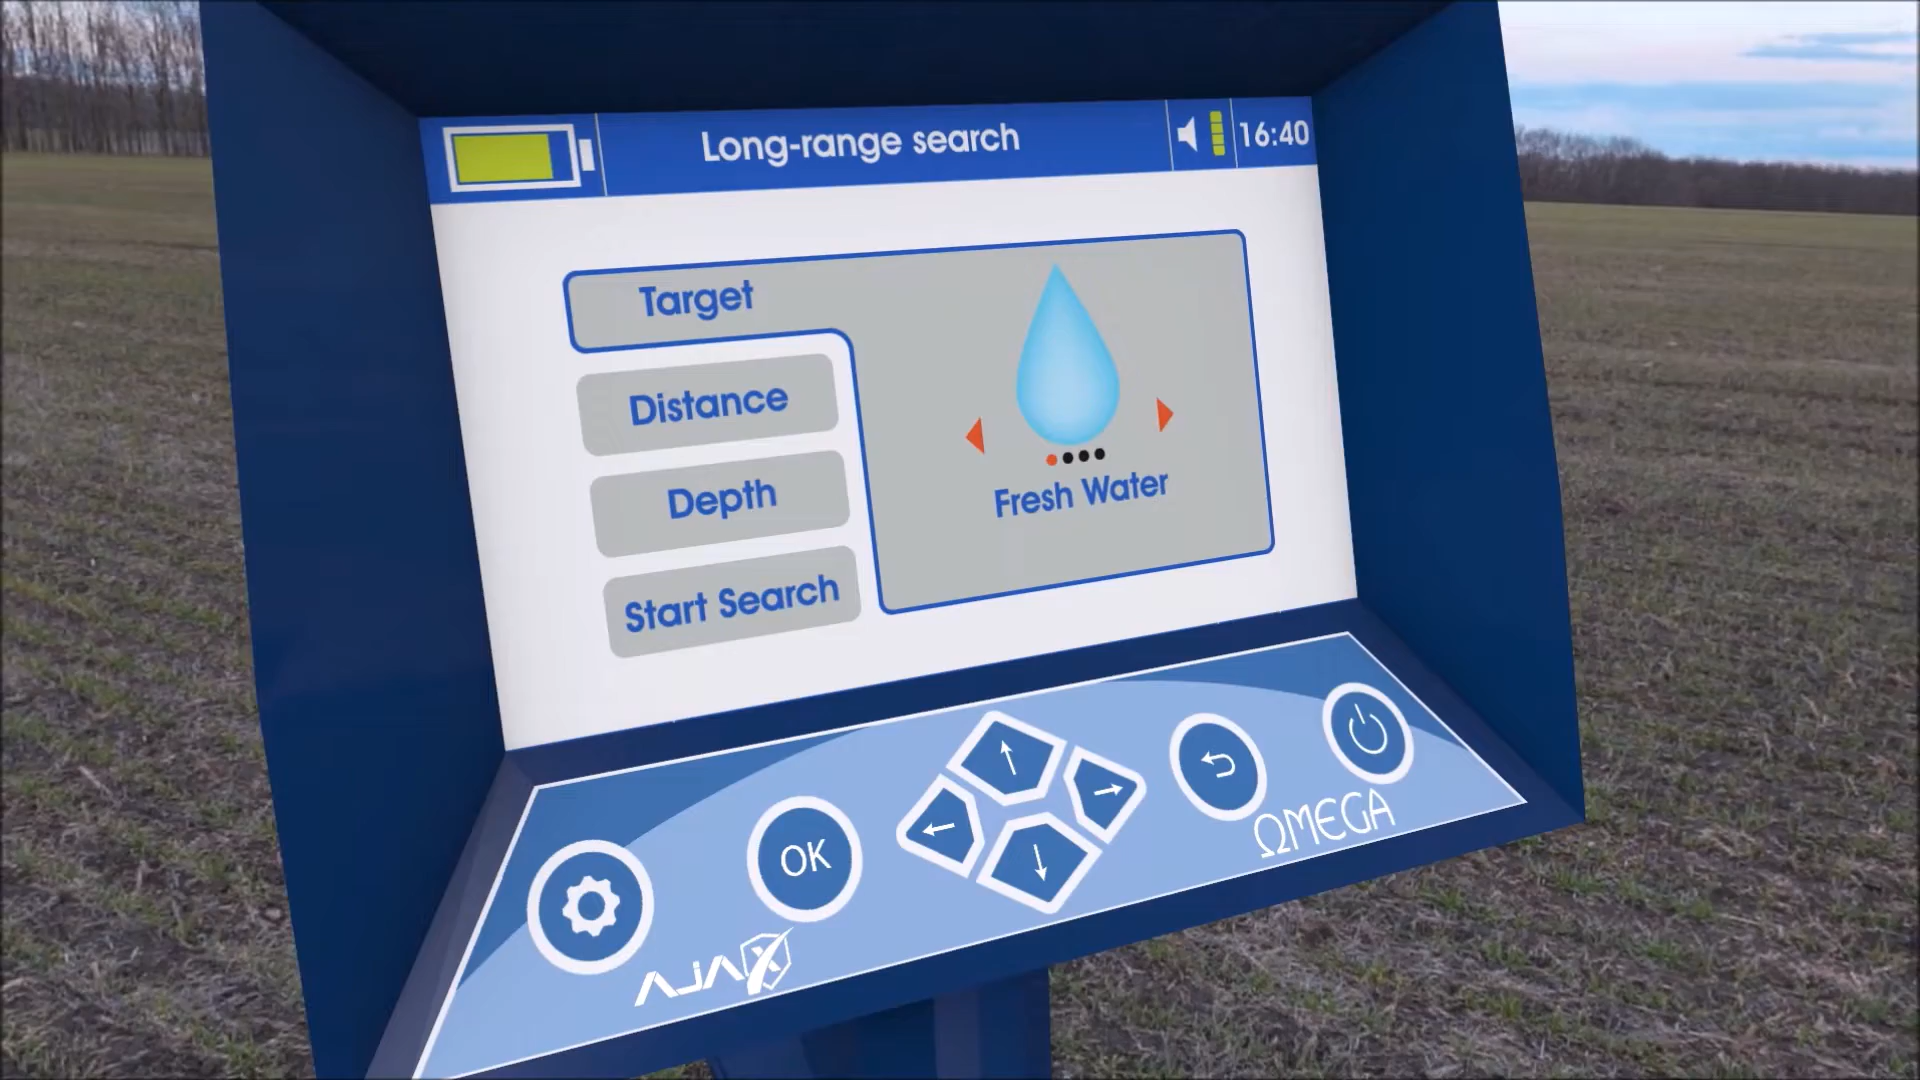 Long-range search
16:40
Target
Distance
Depth
Start Search
Fresh Water
OK
AJAX
ΩMEGA